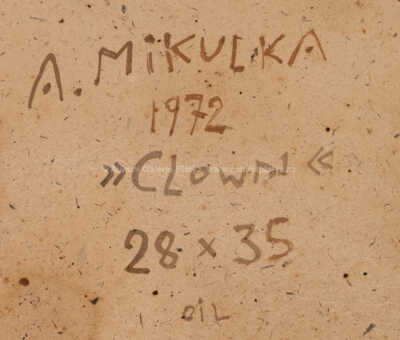 A. MIKULKA
1972
»CLOWN«
28 x 35
OIL